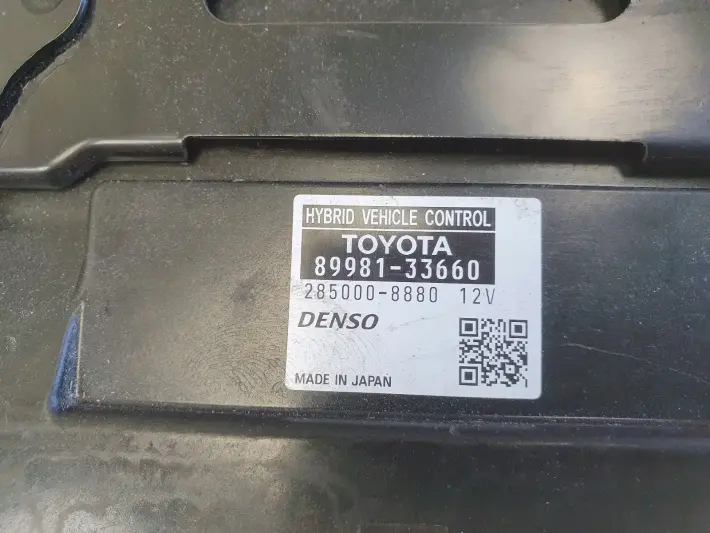 HYBRID VEHICLE CONTROL
TOYOTA
89981-33660
285000-8880 12V
DENSO
MADE IN JAPAN